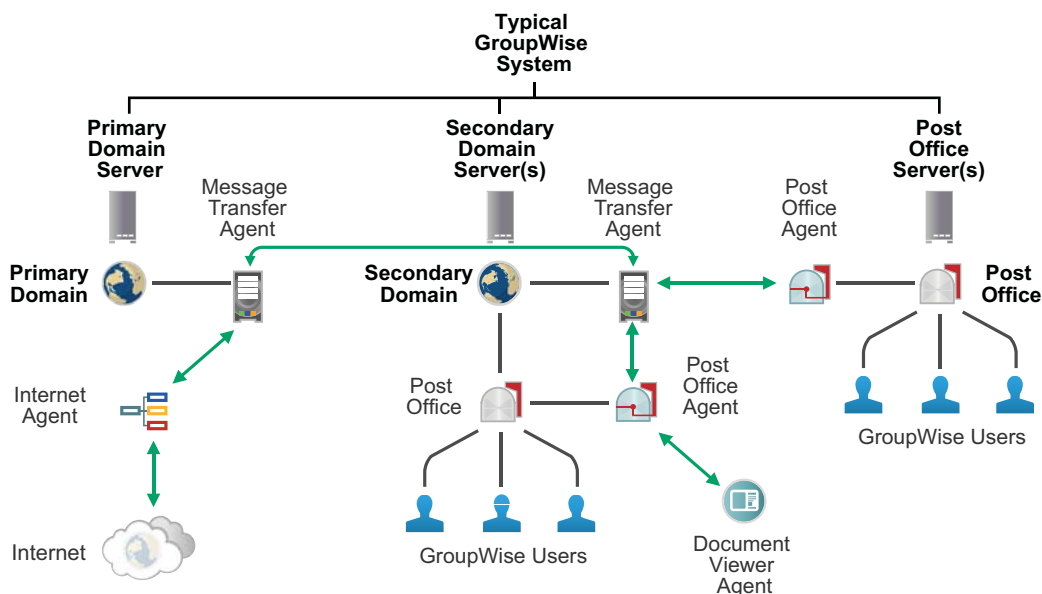 Typical
GroupWise
System
Primary
Domain
Server
Secondary
Domain
Server(s)
Post
Office
Server(s)
Message
Transfer
Agent
Message
Transfer
Agent
Post
Office
Agent
Primary
Domain
Secondary
Domain
Post
Office
Internet
Agent
Post
Office
Post
Office
Agent
GroupWise Users
Internet
GroupWise Users
Document
Viewer
Agent